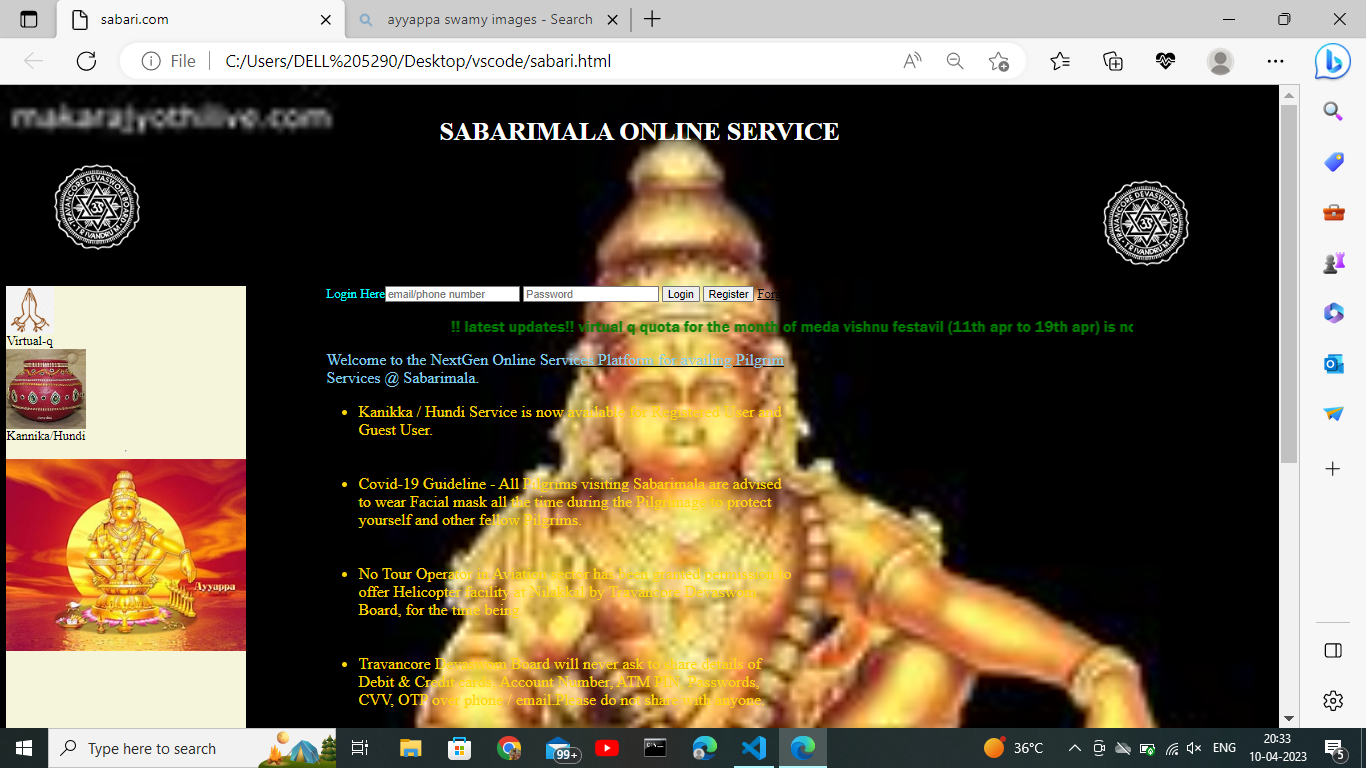 sabari.com
ayyappa swamy images - Search
File
C:/Users/DELL%205290/Desktop/vscode/sabari.html
makarajyothilive.com
SABARIMALA ONLINE SERVICE
TRAVANCORE DEVASWOM BOARD
TRAVANCORE DEVASWOM BOARD
Login Here email/phone number Password Login Register
!! latest updates!! virtual q quota for the month of meda vishnu festavil (11th apr to 19th apr) is
Virtual-q
Kannika/Hundi
Ayyappa
Welcome to the NextGen Online Services Platform for availing Pilgrim
Services @ Sabarimala.
• Kanikka / Hundi Service is now available for Registered User and
Guest User.
• Covid-19 Guideline - All Pilgrims visiting Sabarimala are advised
to wear Facial mask all the time during the Pilgrimage to protect
yourself and other fellow Pilgrims.
• No Tour Operator in Aviation sector has been granted permission to
offer Helicopter facility at Nilakkal by Travancore Devaswom
Board, for the time being.
• Travancore Devaswom Board will never ask to share details of
Debit & Credit cards, Account Number, ATM PIN, Passwords,
CVV, OTP over phone / email.Please do not share with anyone.
Type here to search
99+
36°C
ENG
20:33
10-04-2023
5